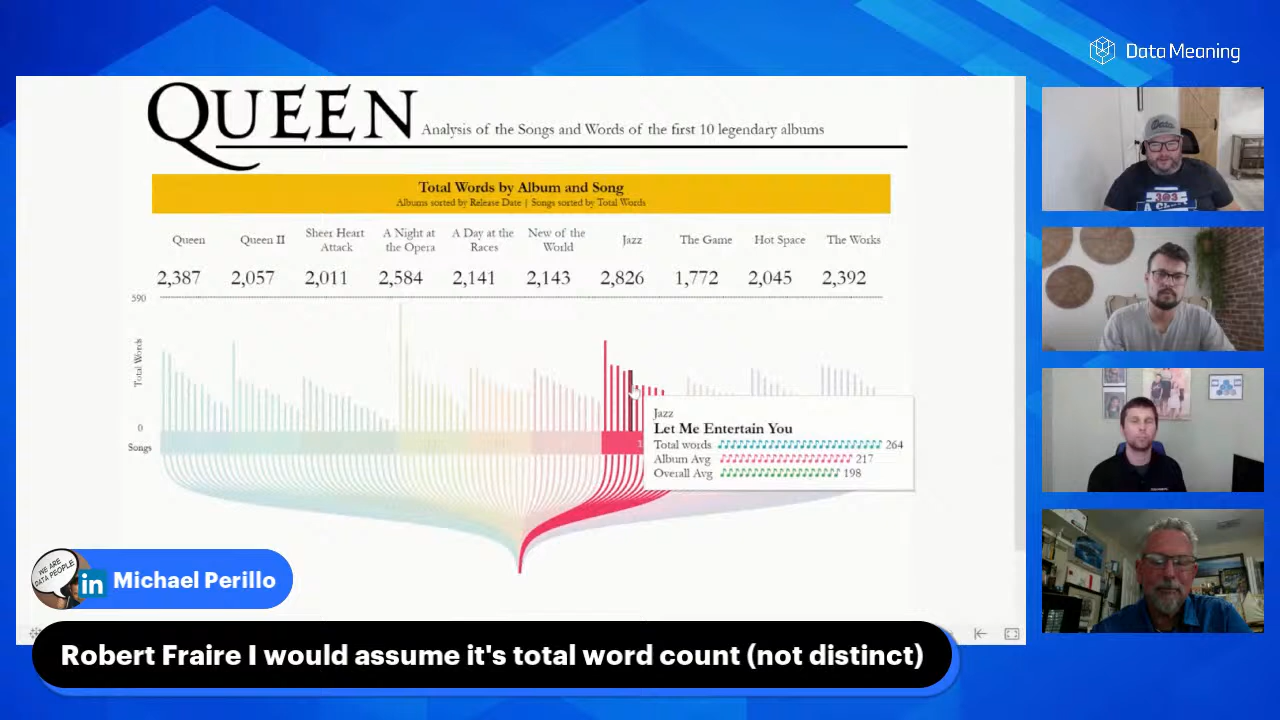 Data Meaning
QUEEN
Analysis of the Songs and Words of the first 10 legendary albums
Total Words by Album and Song
Albums sorted by Release Date | Songs sorted by Total Words
Queen
Queen II
Sheer Heart
Attack
A Night at
the Opera
A Day at the
Races
New of the
World
Jazz
The Game
Hot Space
The Works
2,387
2,057
2,011
2,584
2,141
2,143
2,826
1,772
2,045
2,392
590
Total Words
0
Songs
Jazz
Let Me Entertain You
Total words 264
Album Avg 217
Overall Avg 198
WE ARE
DATA PEOPLE
in Michael Perillo
Robert Fraire I would assume it's total word count (not distinct)
303